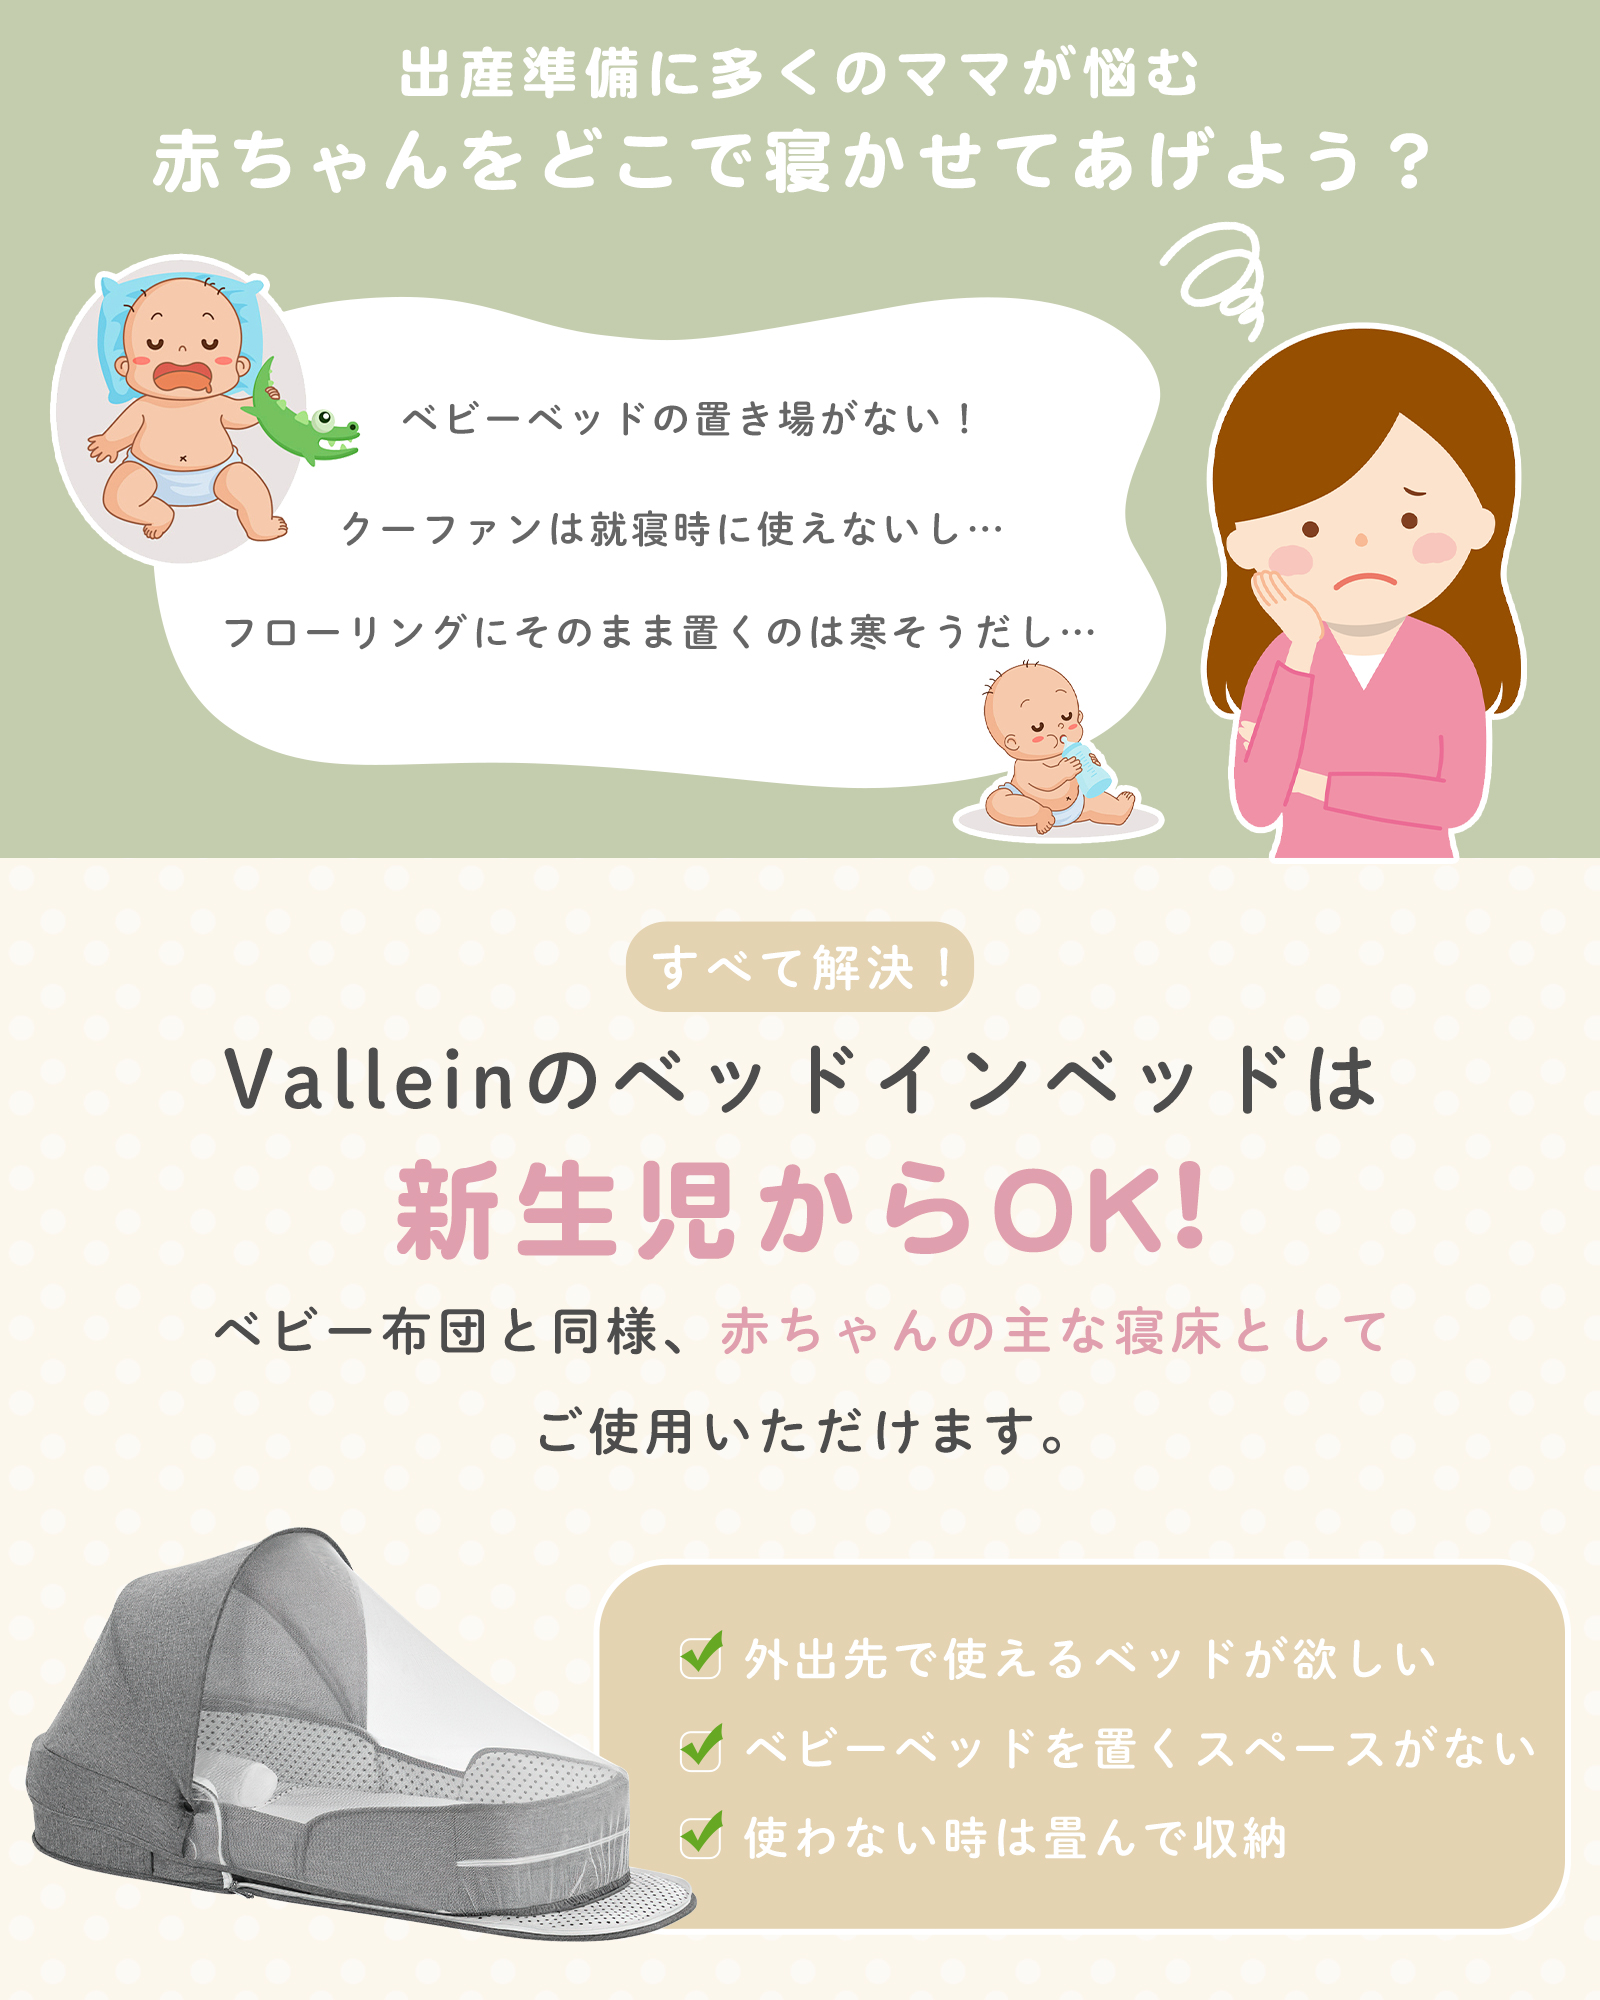 出産準備に多くのママが悩む
赤ちゃんをどこで寝かせてあげよう？
ベビーベッドの置き場がない！
クーファンは就寝時に使えないし…
フローリングにそのまま置くのは寒そうだし…
すべて解決！
Valleinのベッドインベッドは
新生児からOK!
ベビー布団と同様、赤ちゃんの主な寝床として
ご使用いただけます。
外出先で使えるベッドが欲しい
ベビーベッドを置くスペースがない
使わない時は畳んで収納